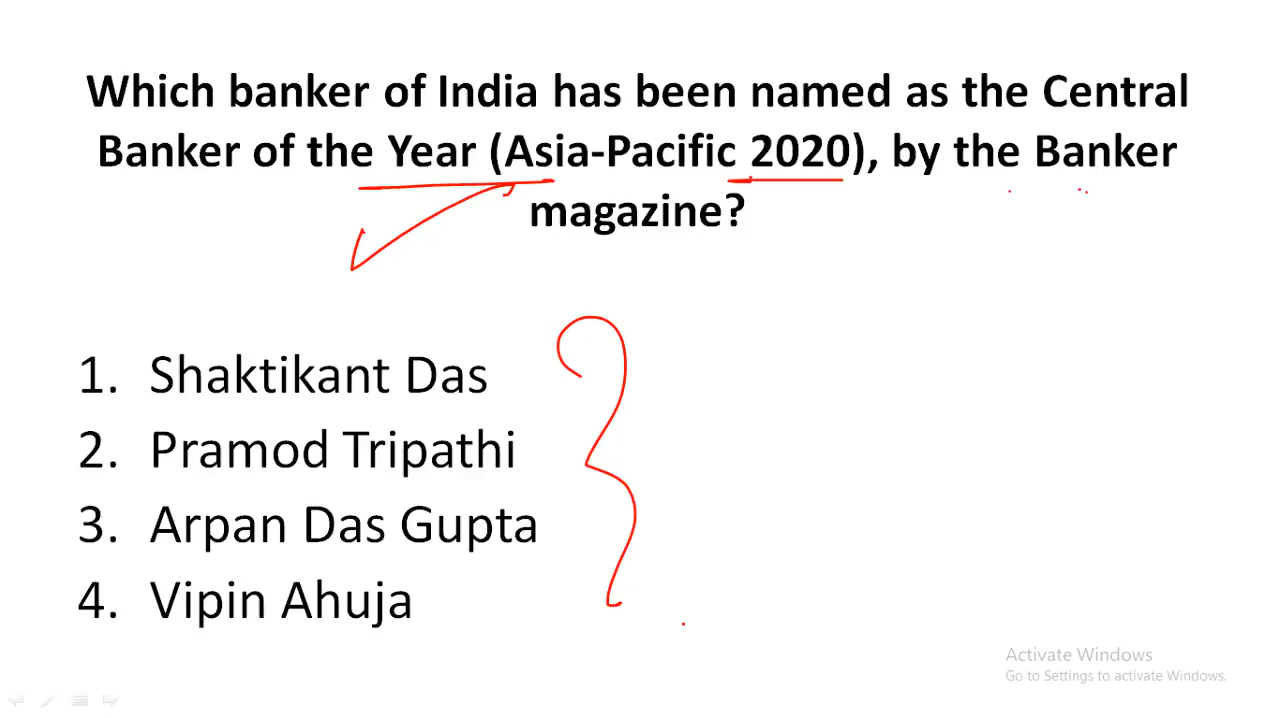 Which banker of India has been named as the Central
Banker of the Year (Asia-Pacific 2020), by the Banker
magazine?
1. Shaktikant Das
2. Pramod Tripathi
3. Arpan Das Gupta
4. Vipin Ahuja
Activate Windows
Go to Settings to activate Windows.